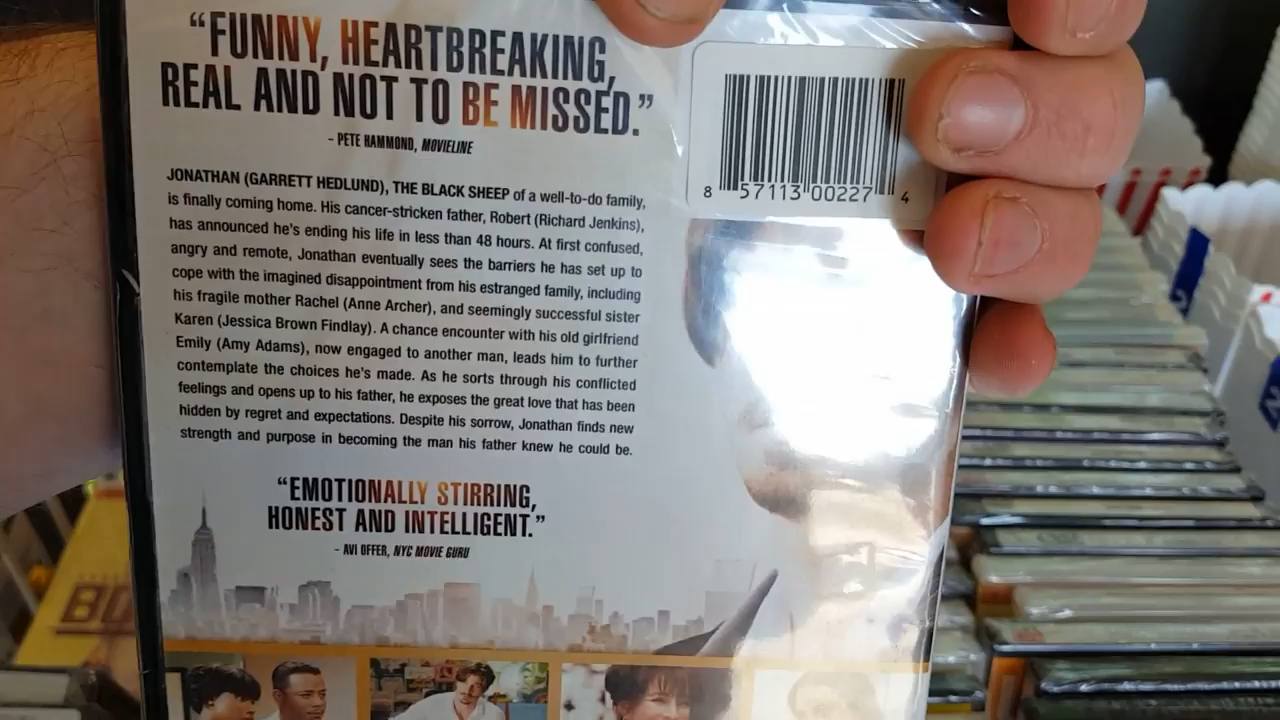 “FUNNY, HEARTBREAKING,
REAL AND NOT TO BE MISSED.”
– PETE HAMMOND, MOVIELINE
8 57113 00227 4
JONATHAN (GARRETT HEDLUND), THE BLACK SHEEP of a well-to-do family,
is finally coming home. His cancer-stricken father, Robert (Richard Jenkins),
has announced he's ending his life in less than 48 hours. At first confused,
angry and remote, Jonathan eventually sees the barriers he has set up to
cope with the imagined disappointment from his estranged family, including
his fragile mother Rachel (Anne Archer), and seemingly successful sister
Karen (Jessica Brown Findlay). A chance encounter with his old girlfriend
Emily (Amy Adams), now engaged to another man, leads him to further
contemplate the choices he's made. As he sorts through his conflicted
feelings and opens up to his father, he exposes the great love that has been
hidden by regret and expectations. Despite his sorrow, Jonathan finds new
strength and purpose in becoming the man his father knew he could be.
“EMOTIONALLY STIRRING,
HONEST AND INTELLIGENT.”
– AVI OFFER, NYC MOVIE GURU